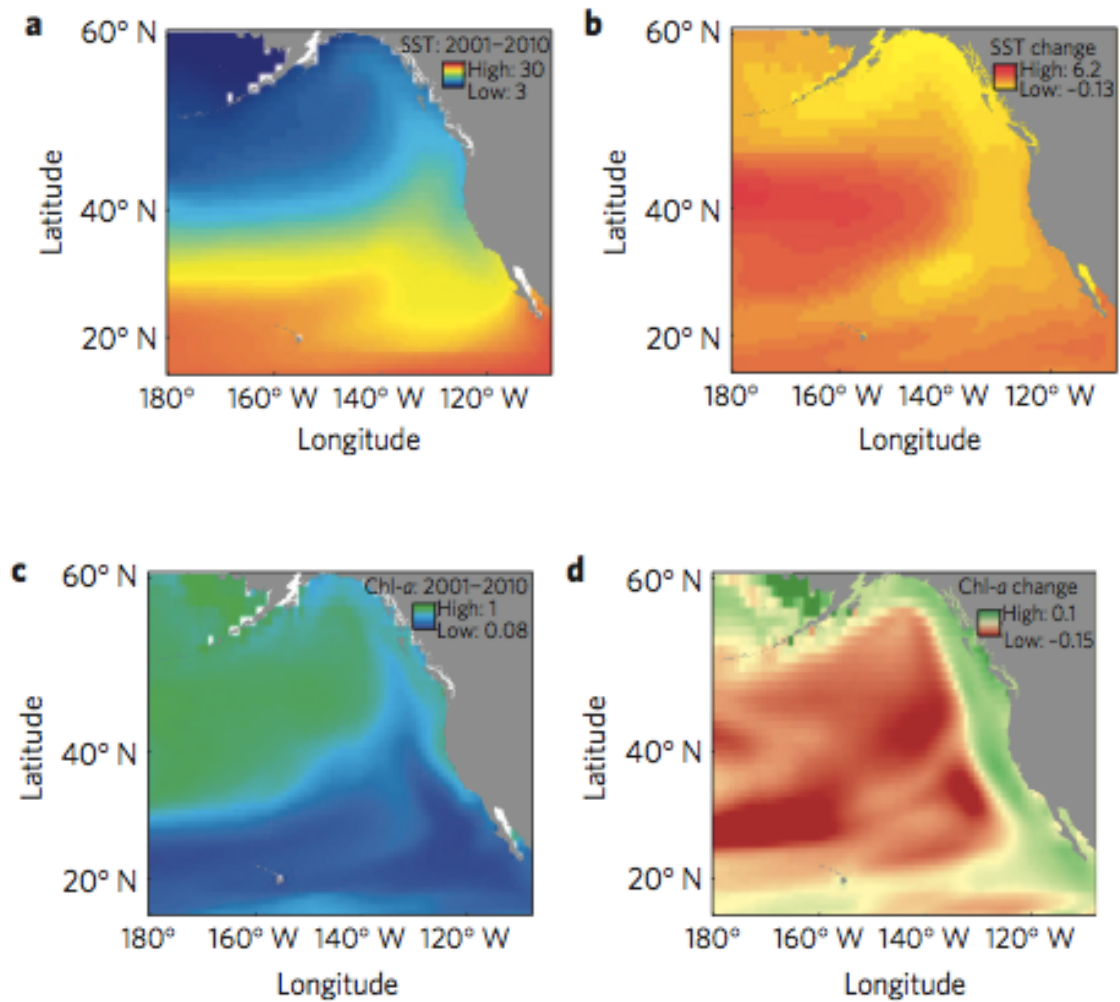 a
60° N
SST: 2001–2010
High: 30
Low: 3
Latitude
40° N
20° N
180° 160° W 140° W 120° W
Longitude
b
60° N
SST change
High: 6.2
Low: –0.13
Latitude
40° N
20° N
180° 160° W 140° W 120° W
Longitude
c
60° N
Chl-a: 2001–2010
High: 1
Low: 0.08
Latitude
40° N
20° N
180° 160° W 140° W 120° W
Longitude
d
60° N
Chl-a change
High: 0.1
Low: –0.15
Latitude
40° N
20° N
180° 160° W 140° W 120° W
Longitude